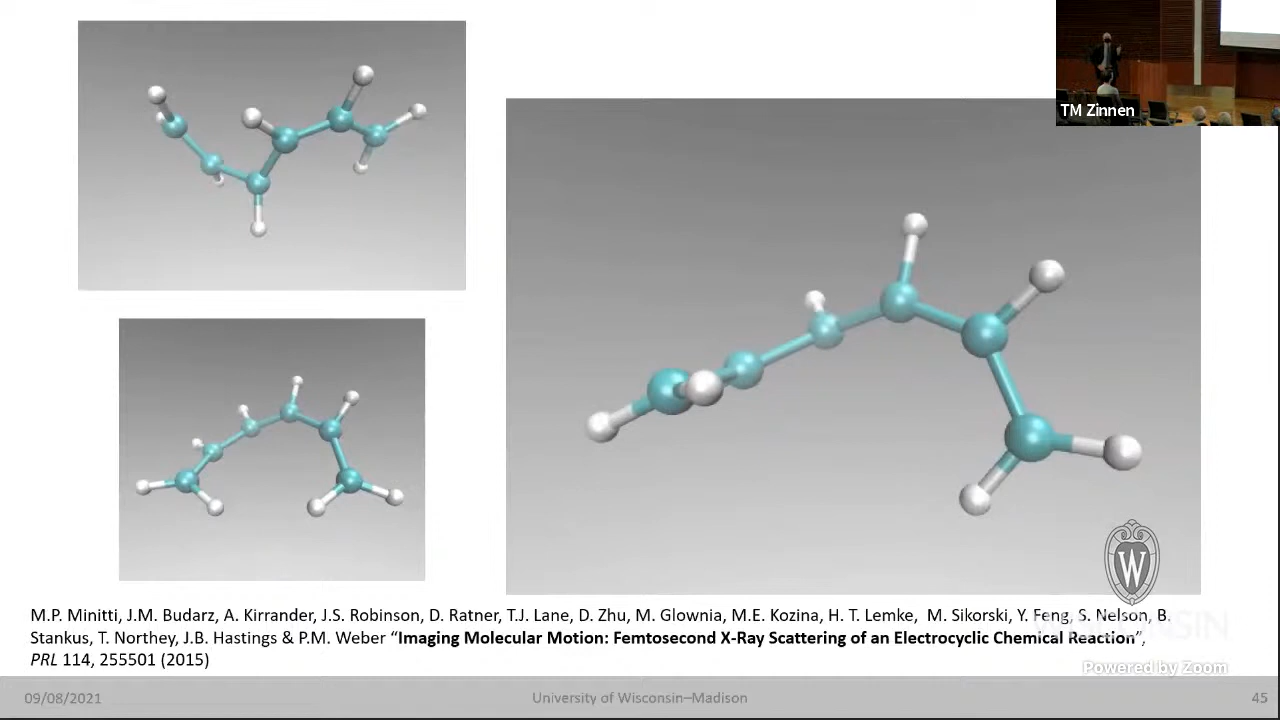 TM Zinnen
W
M.P. Minitti, J.M. Budarz, A. Kirrander, J.S. Robinson, D. Ratner, T.J. Lane, D. Zhu, M. Glownia, M.E. Kozina, H. T. Lemke, M. Sikorski, Y. Feng, S. Nelson, B.
Stankus, T. Northey, J.B. Hastings & P.M. Weber “Imaging Molecular Motion: Femtosecond X-Ray Scattering of an Electrocyclic Chemical Reaction”,
PRL 114, 255501 (2015)
Powered by Zoom
09/08/2021
University of Wisconsin–Madison
45